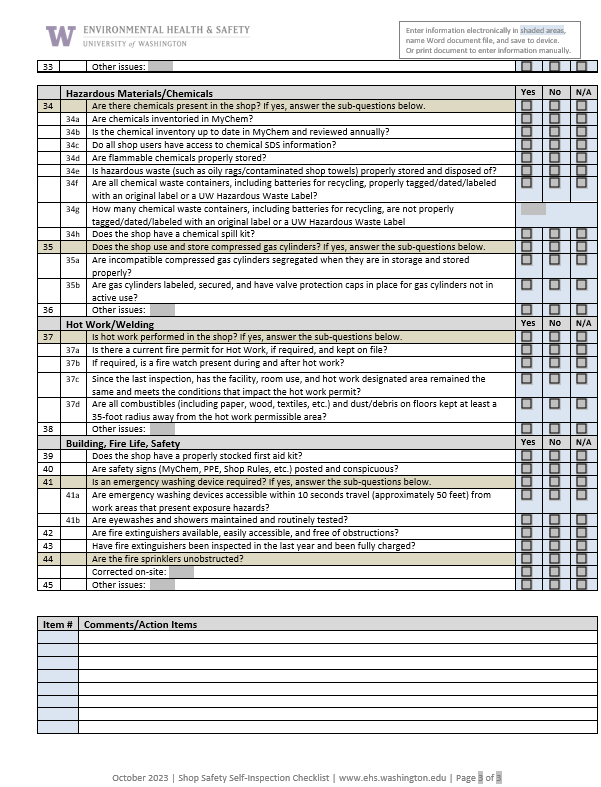 W ENVIRONMENTAL HEALTH & SAFETY
UNIVERSITY of WASHINGTON
Enter information electronically in shaded areas,
name Word document file, and save to device.
Or print document to enter information manually.
33 Other issues:
Hazardous Materials/Chemicals Yes No N/A
34 Are there chemicals present in the shop? If yes, answer the sub-questions below.
34a Are chemicals inventoried in MyChem?
34b Is the chemical inventory up to date in MyChem and reviewed annually?
34c Do all shop users have access to chemical SDS information?
34d Are flammable chemicals properly stored?
34e Is hazardous waste (such as oily rags/contaminated shop towels) properly stored and disposed of?
34f Are all chemical waste containers, including batteries for recycling, properly tagged/dated/labeled
with an original label or a UW Hazardous Waste Label?
34g How many chemical waste containers, including batteries for recycling, are not properly
tagged/dated/labeled with an original label or a UW Hazardous Waste Label
34h Does the shop have a chemical spill kit?
35 Does the shop use and store compressed gas cylinders? If yes, answer the sub-questions below.
35a Are incompatible compressed gas cylinders segregated when they are in storage and stored
properly?
35b Are gas cylinders labeled, secured, and have valve protection caps in place for gas cylinders not in
active use?
36 Other issues:
Hot Work/Welding Yes No N/A
37 Is hot work performed in the shop? If yes, answer the sub-questions below.
37a Is there a current fire permit for Hot Work, if required, and kept on file?
37b If required, is a fire watch present during and after hot work?
37c Since the last inspection, has the facility, room use, and hot work designated area remained the
same and meets the conditions that impact the hot work permit?
37d Are all combustibles (including paper, wood, textiles, etc.) and dust/debris on floors kept at least a
35-foot radius away from the hot work permissible area?
38 Other issues:
Building, Fire Life, Safety Yes No N/A
39 Does the shop have a properly stocked first aid kit?
40 Are safety signs (MyChem, PPE, Shop Rules, etc.) posted and conspicuous?
41 Is an emergency washing device required? If yes, answer the sub-questions below.
41a Are emergency washing devices accessible within 10 seconds travel (approximately 50 feet) from
work areas that present exposure hazards?
41b Are eyewashes and showers maintained and routinely tested?
42 Are fire extinguishers available, easily accessible, and free of obstructions?
43 Have fire extinguishers been inspected in the last year and been fully charged?
44 Are the fire sprinklers unobstructed?
Corrected on-site:
45 Other issues:
Item # Comments/Action Items
October 2023 | Shop Safety Self-Inspection Checklist | www.ehs.washington.edu | Page 3 of 3